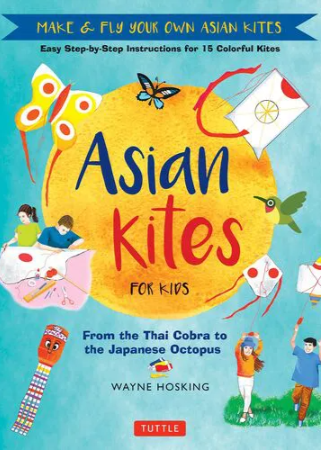 MAKE & FLY YOUR OWN ASIAN KITES
Easy Step-by-Step Instructions for 15 Colorful Kites
Asian
Kites
FOR KIDS
From the Thai Cobra to
the Japanese Octopus
WAYNE HOSKING
TUTTLE